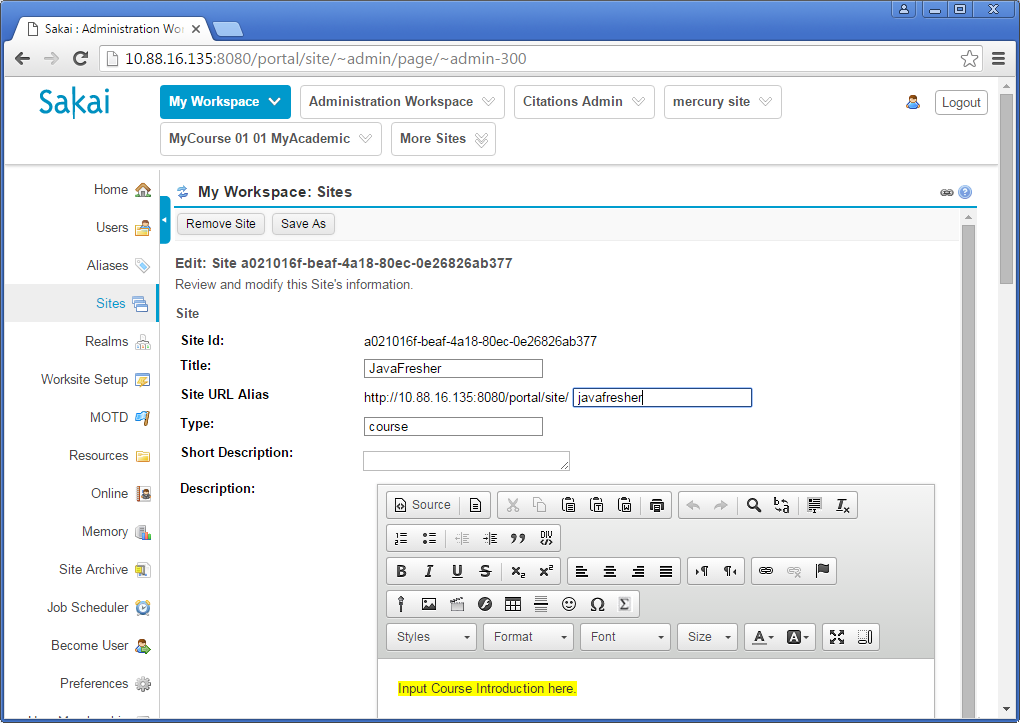 Sakai : Administration Wo
10.88.16.135:8080/portal/site/~admin/page/~admin-300
Sakai
My Workspace
Administration Workspace
Citations Admin
mercury site
Logout
MyCourse 01 01 MyAcademic
More Sites
Home
Users
Aliases
Sites
Realms
Worksite Setup
MOTD
Resources
Online
Memory
Site Archive
Job Scheduler
Become User
Preferences
My Workspace: Sites
Remove Site
Save As
Edit: Site a021016f-beaf-4a18-80ec-0e26826ab377
Review and modify this Site's information.
Site
Site Id: a021016f-beaf-4a18-80ec-0e26826ab377
Title: JavaFresher
Site URL Alias http://10.88.16.135:8080/portal/site/ javafresher
Type: course
Short Description:
Description:
Source
Styles
Format
Font
Size
Input Course Introduction here.